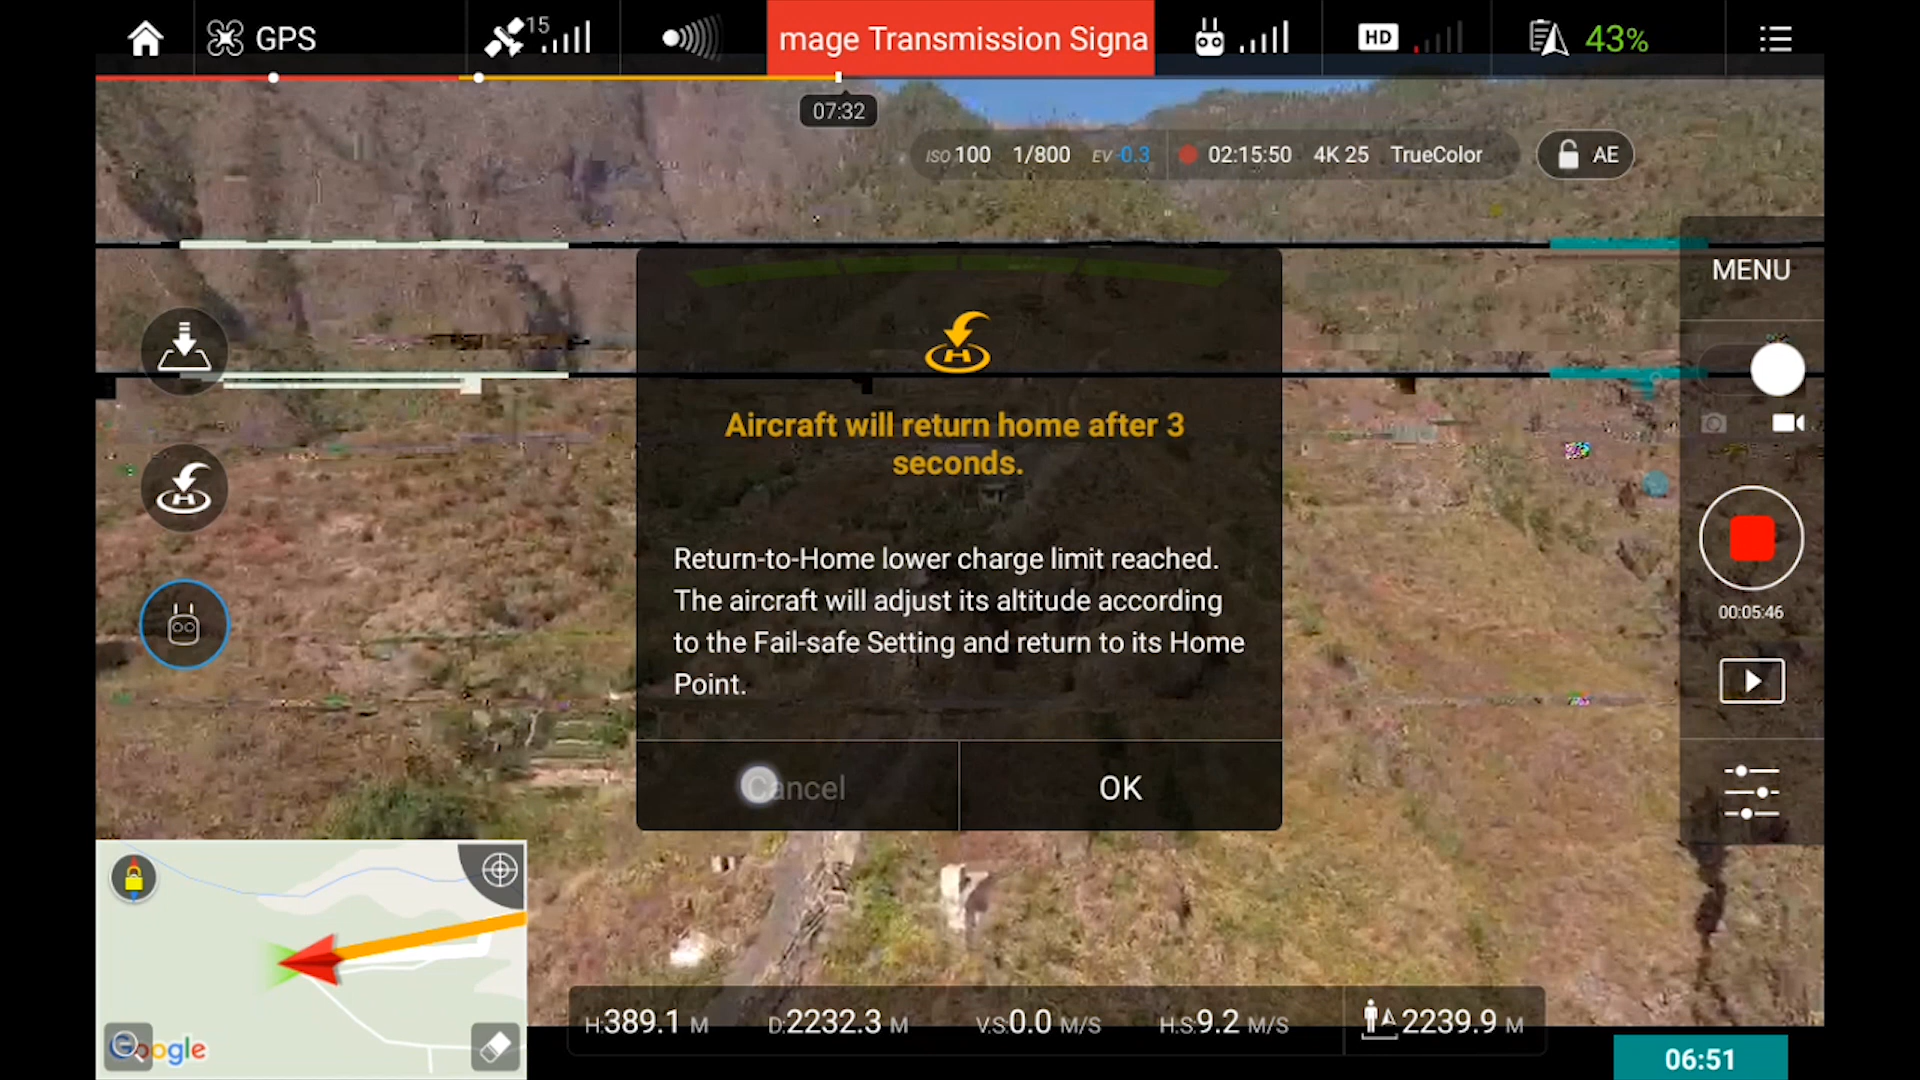 GPS
15
mage Transmission Signa
HD
43%
07:32
ISO 100 1/800 EV -0.3 02:15:50 4K 25 TrueColor
AE
MENU
Aircraft will return home after 3
seconds.
Return-to-Home lower charge limit reached.
The aircraft will adjust its altitude according
to the Fail-safe Setting and return to its Home
Point.
Cancel OK
00:05:46
Google
H:389.1 M D:2232.3 M V.S:0.0 M/S H.S:9.2 M/S 2239.9 M
06:51